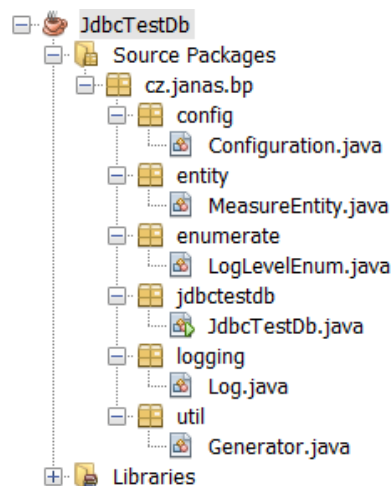 JdbcTestDb
Source Packages
cz.janas.bp
config
Configuration.java
entity
MeasureEntity.java
enumerate
LogLevelEnum.java
jdbctestdb
JdbcTestDb.java
logging
Log.java
util
Generator.java
Libraries